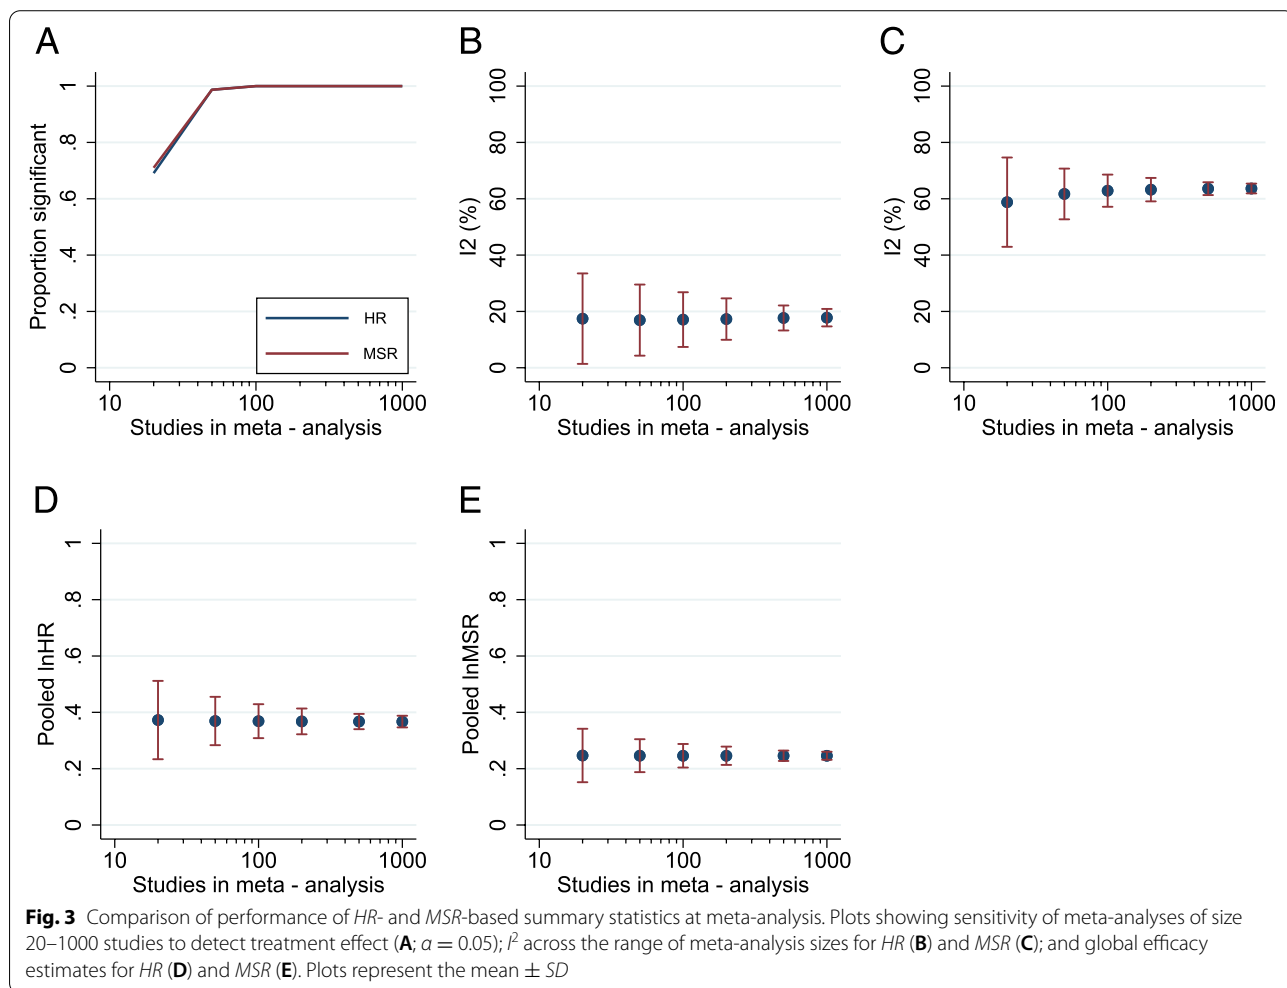 A
B
C
Proportion significant
1
.8
.6
.4
.2
0
HR
MSR
10
100
1000
Studies in meta - analysis
I2 (%)
100
80
60
40
20
0
10
100
1000
Studies in meta - analysis
I2 (%)
100
80
60
40
20
0
10
100
1000
Studies in meta - analysis
D
E
Pooled lnHR
1
.8
.6
.4
.2
0
10
100
1000
Studies in meta - analysis
Pooled lnMSR
1
.8
.6
.4
.2
0
10
100
1000
Studies in meta - analysis
Fig. 3 Comparison of performance of HR- and MSR-based summary statistics at meta-analysis. Plots showing sensitivity of meta-analyses of size
20–1000 studies to detect treatment effect (A; α = 0.05); I² across the range of meta-analysis sizes for HR (B) and MSR (C); and global efficacy
estimates for HR (D) and MSR (E). Plots represent the mean ± SD